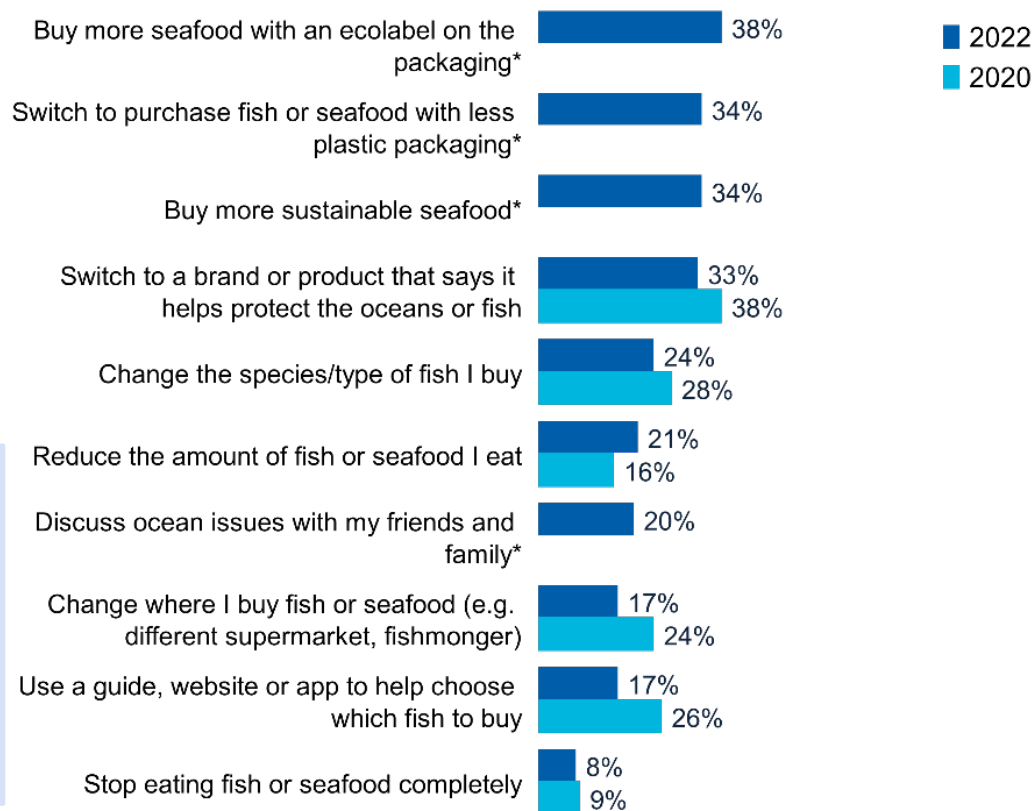 Buy more seafood with an ecolabel on the
packaging*
38%
2022
2020
Switch to purchase fish or seafood with less
plastic packaging*
34%
Buy more sustainable seafood*
34%
Switch to a brand or product that says it
helps protect the oceans or fish
33%
38%
Change the species/type of fish I buy
24%
28%
Reduce the amount of fish or seafood I eat
21%
16%
Discuss ocean issues with my friends and
family*
20%
Change where I buy fish or seafood (e.g.
different supermarket, fishmonger)
17%
24%
Use a guide, website or app to help choose
which fish to buy
17%
26%
Stop eating fish or seafood completely
8%
9%